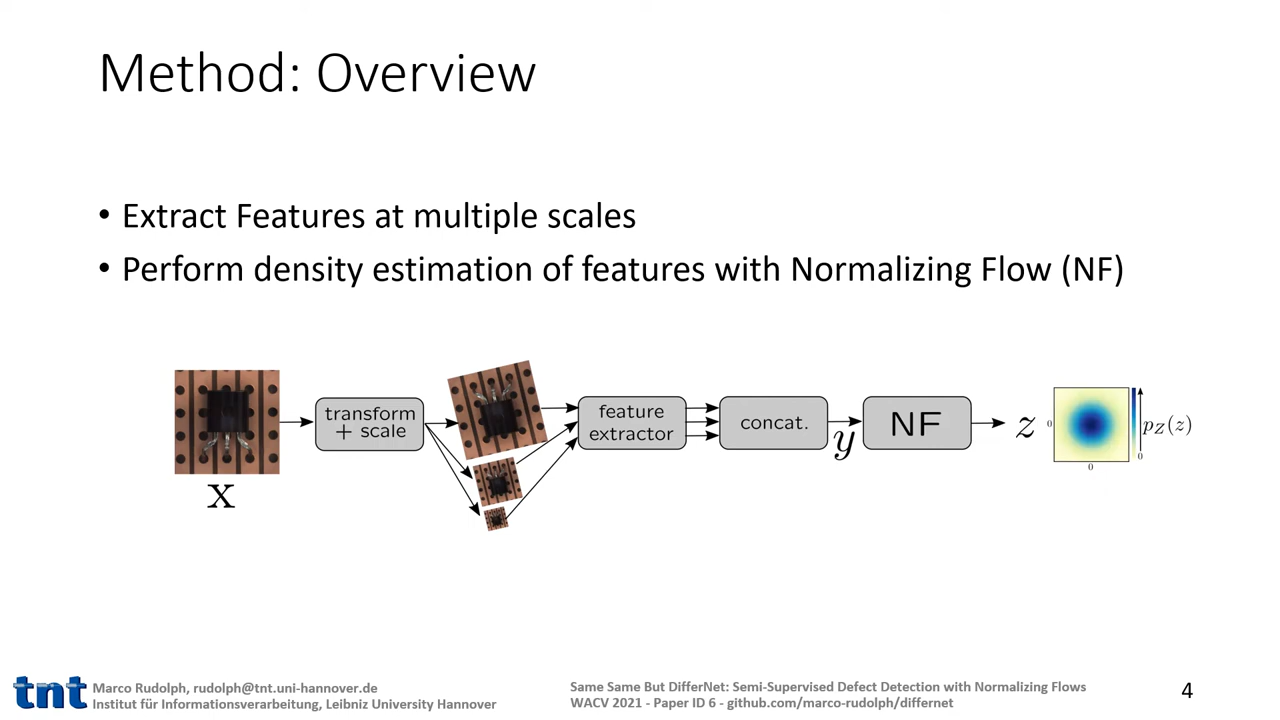 Method: Overview
• Extract Features at multiple scales
• Perform density estimation of features with Normalizing Flow (NF)
x
transform
+ scale
feature
extractor
concat.
y
NF
z
0
0
0
p_Z(z)
tnt
Marco Rudolph, rudolph@tnt.uni-hannover.de
Institut für Informationsverarbeitung, Leibniz University Hannover
Same Same But DifferNet: Semi-Supervised Defect Detection with Normalizing Flows
WACV 2021 - Paper ID 6 - github.com/marco-rudolph/differnet
4